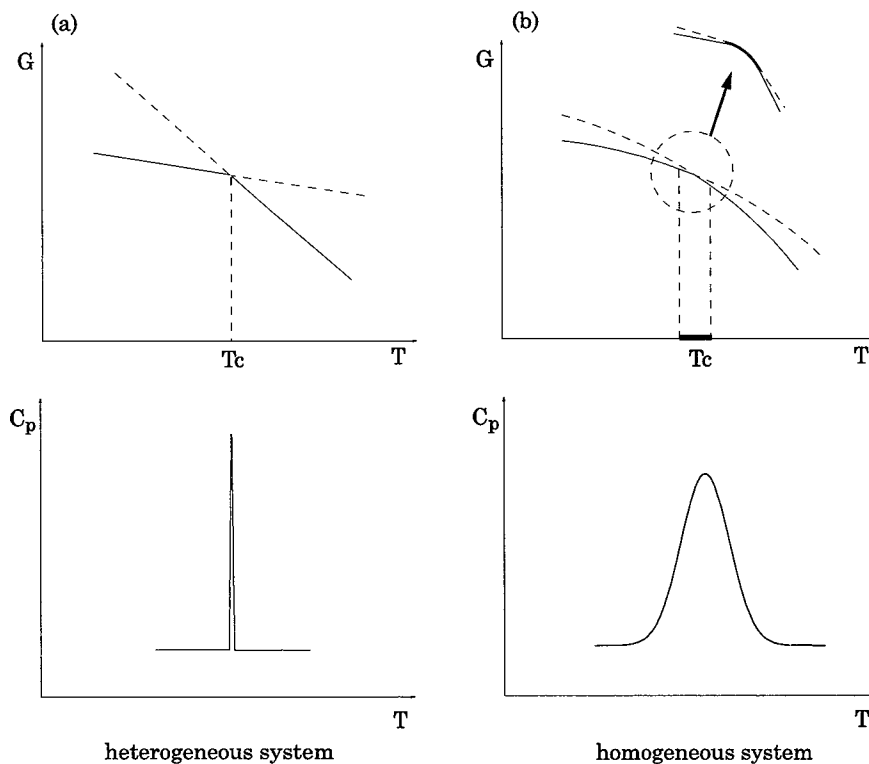 (a)
G
Tc
T
(b)
G
Tc
T
Cp
T
heterogeneous system
Cp
T
homogeneous system